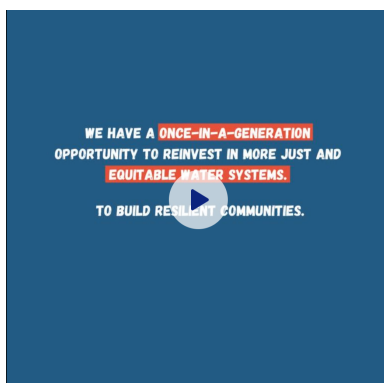 WE HAVE A ONCE-IN-A-GENERATION
OPPORTUNITY TO REINVEST IN MORE JUST AND
EQUITABLE WATER SYSTEMS.
TO BUILD RESILIENT COMMUNITIES.